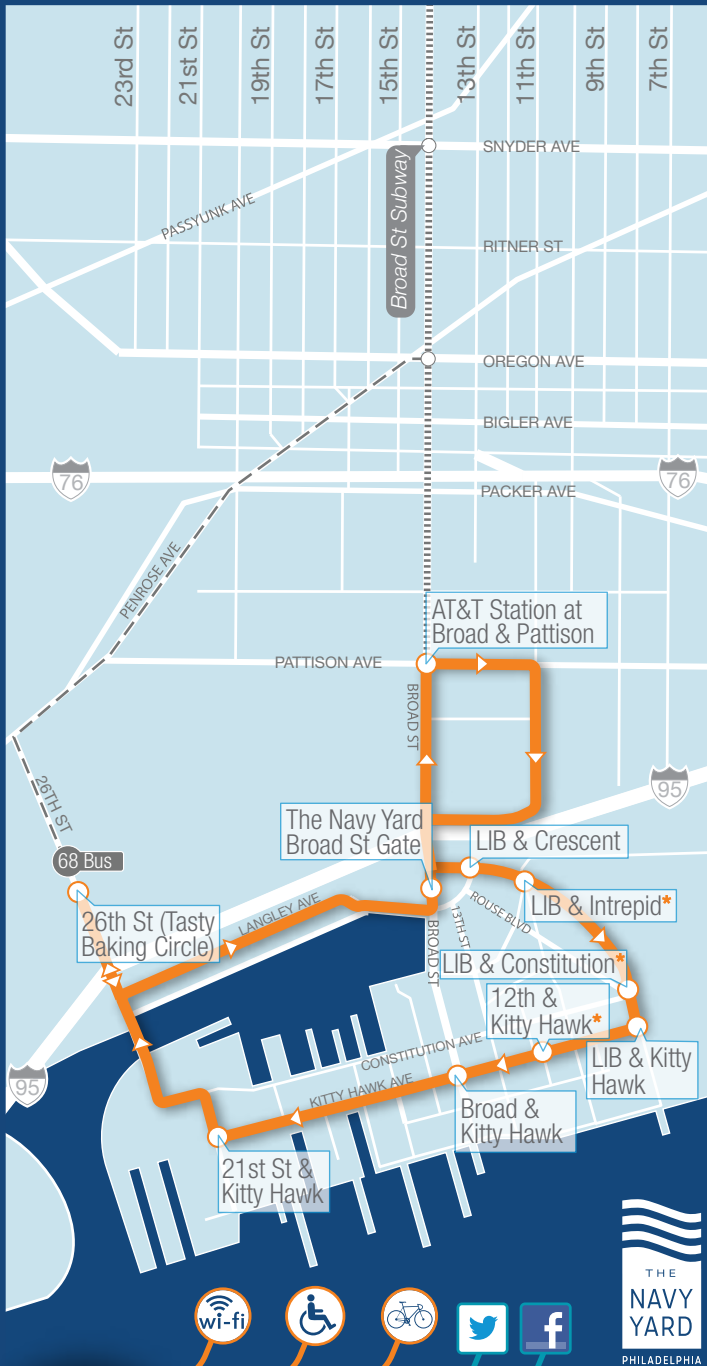 23rd St
21st St
19th St
17th St
15th St
13th St
11th St
9th St
7th St
SNYDER AVE
PASSYUNK AVE
Broad St Subway
RITNER ST
OREGON AVE
BIGLER AVE
76
76
PACKER AVE
PENROSE AVE
AT&T Station at
Broad & Pattison
PATTISON AVE
BROAD ST
26TH ST
95
The Navy Yard
Broad St Gate
LIB & Crescent
68 Bus
26th St (Tasty
Baking Circle)
LANGLEY AVE
ROUSE BLVD
LIB & Intrepid*
13TH ST
BROAD ST
LIB & Constitution*
12th &
Kitty Hawk*
CONSTITUTION AVE
LIB & Kitty
Hawk
95
KITTY HAWK AVE
Broad &
Kitty Hawk
21st St &
Kitty Hawk
wi-fi
f
THE
NAVY
YARD
PHILADELPHIA